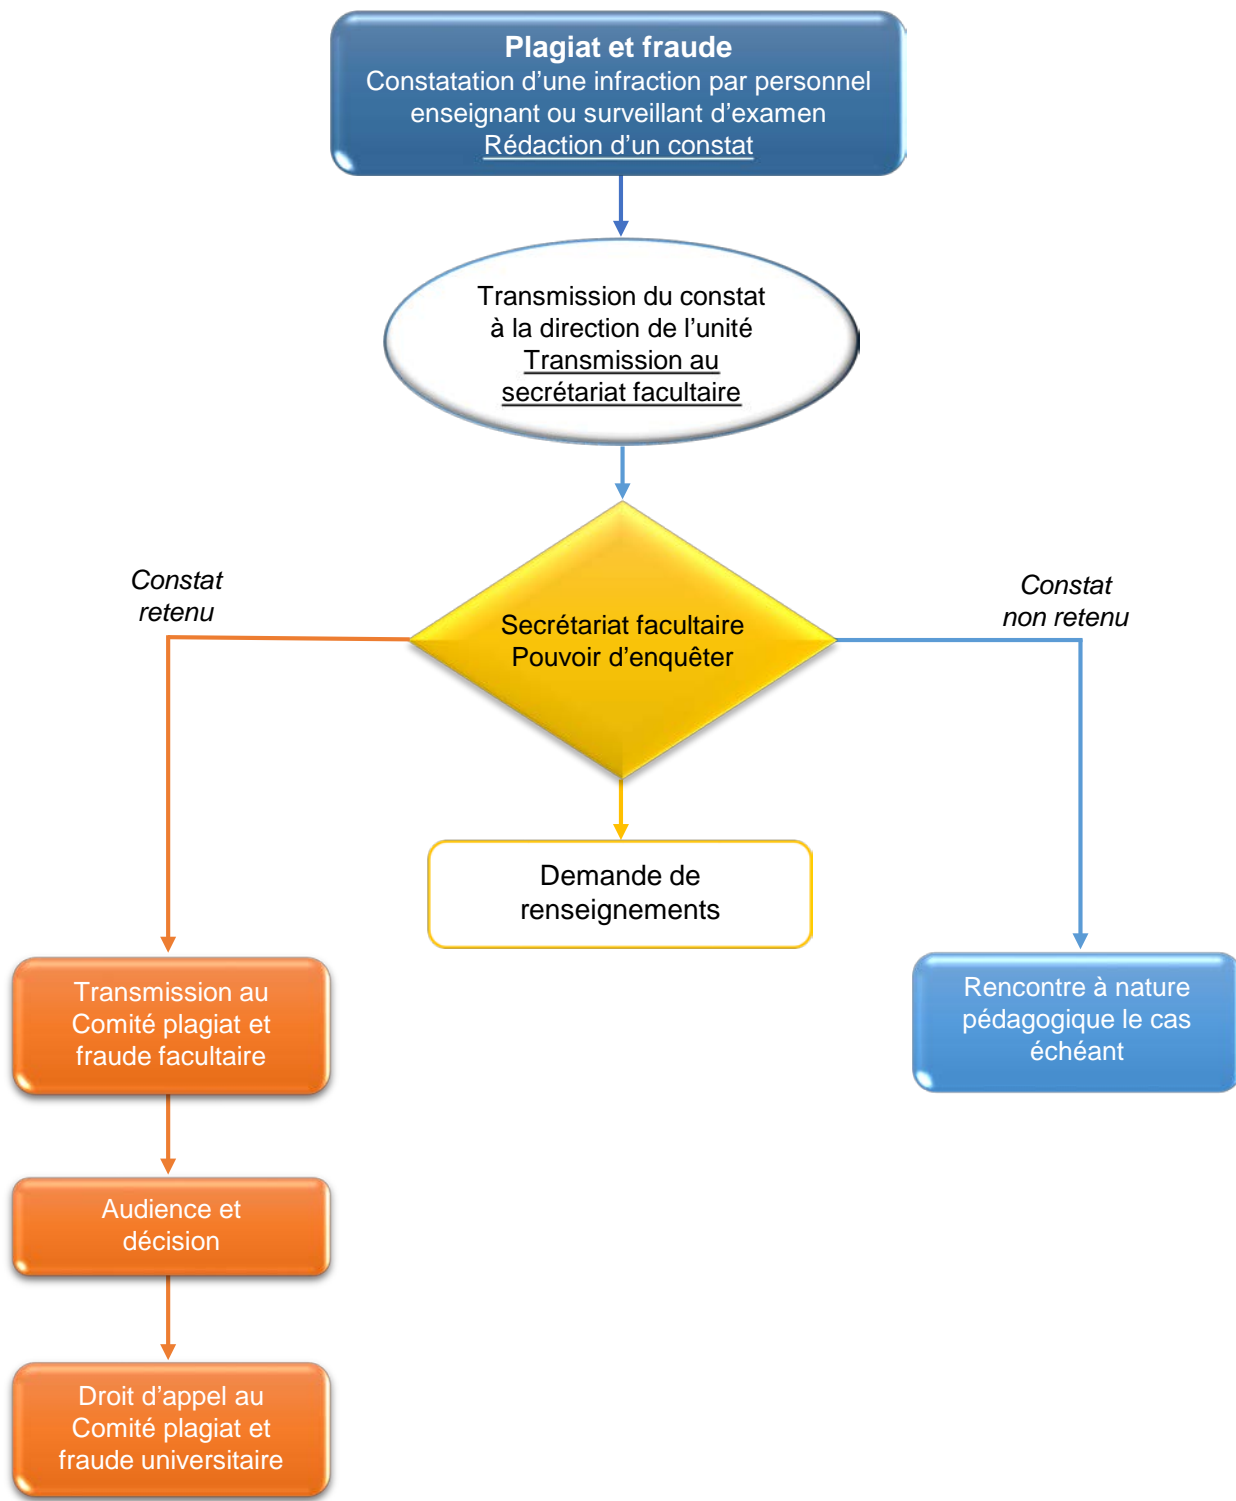 Plagiat et fraude
Constatation d’une infraction par personnel
enseignant ou surveillant d’examen
Rédaction d’un constat
Transmission du constat
à la direction de l’unité
Transmission au
secrétariat facultaire
Constat
retenu
Secrétariat facultaire
Pouvoir d’enquêter
Constat
non retenu
Demande de
renseignements
Transmission au
Comité plagiat et
fraude facultaire
Rencontre à nature
pédagogique le cas
échéant
Audience et
décision
Droit d’appel au
Comité plagiat et
fraude universitaire